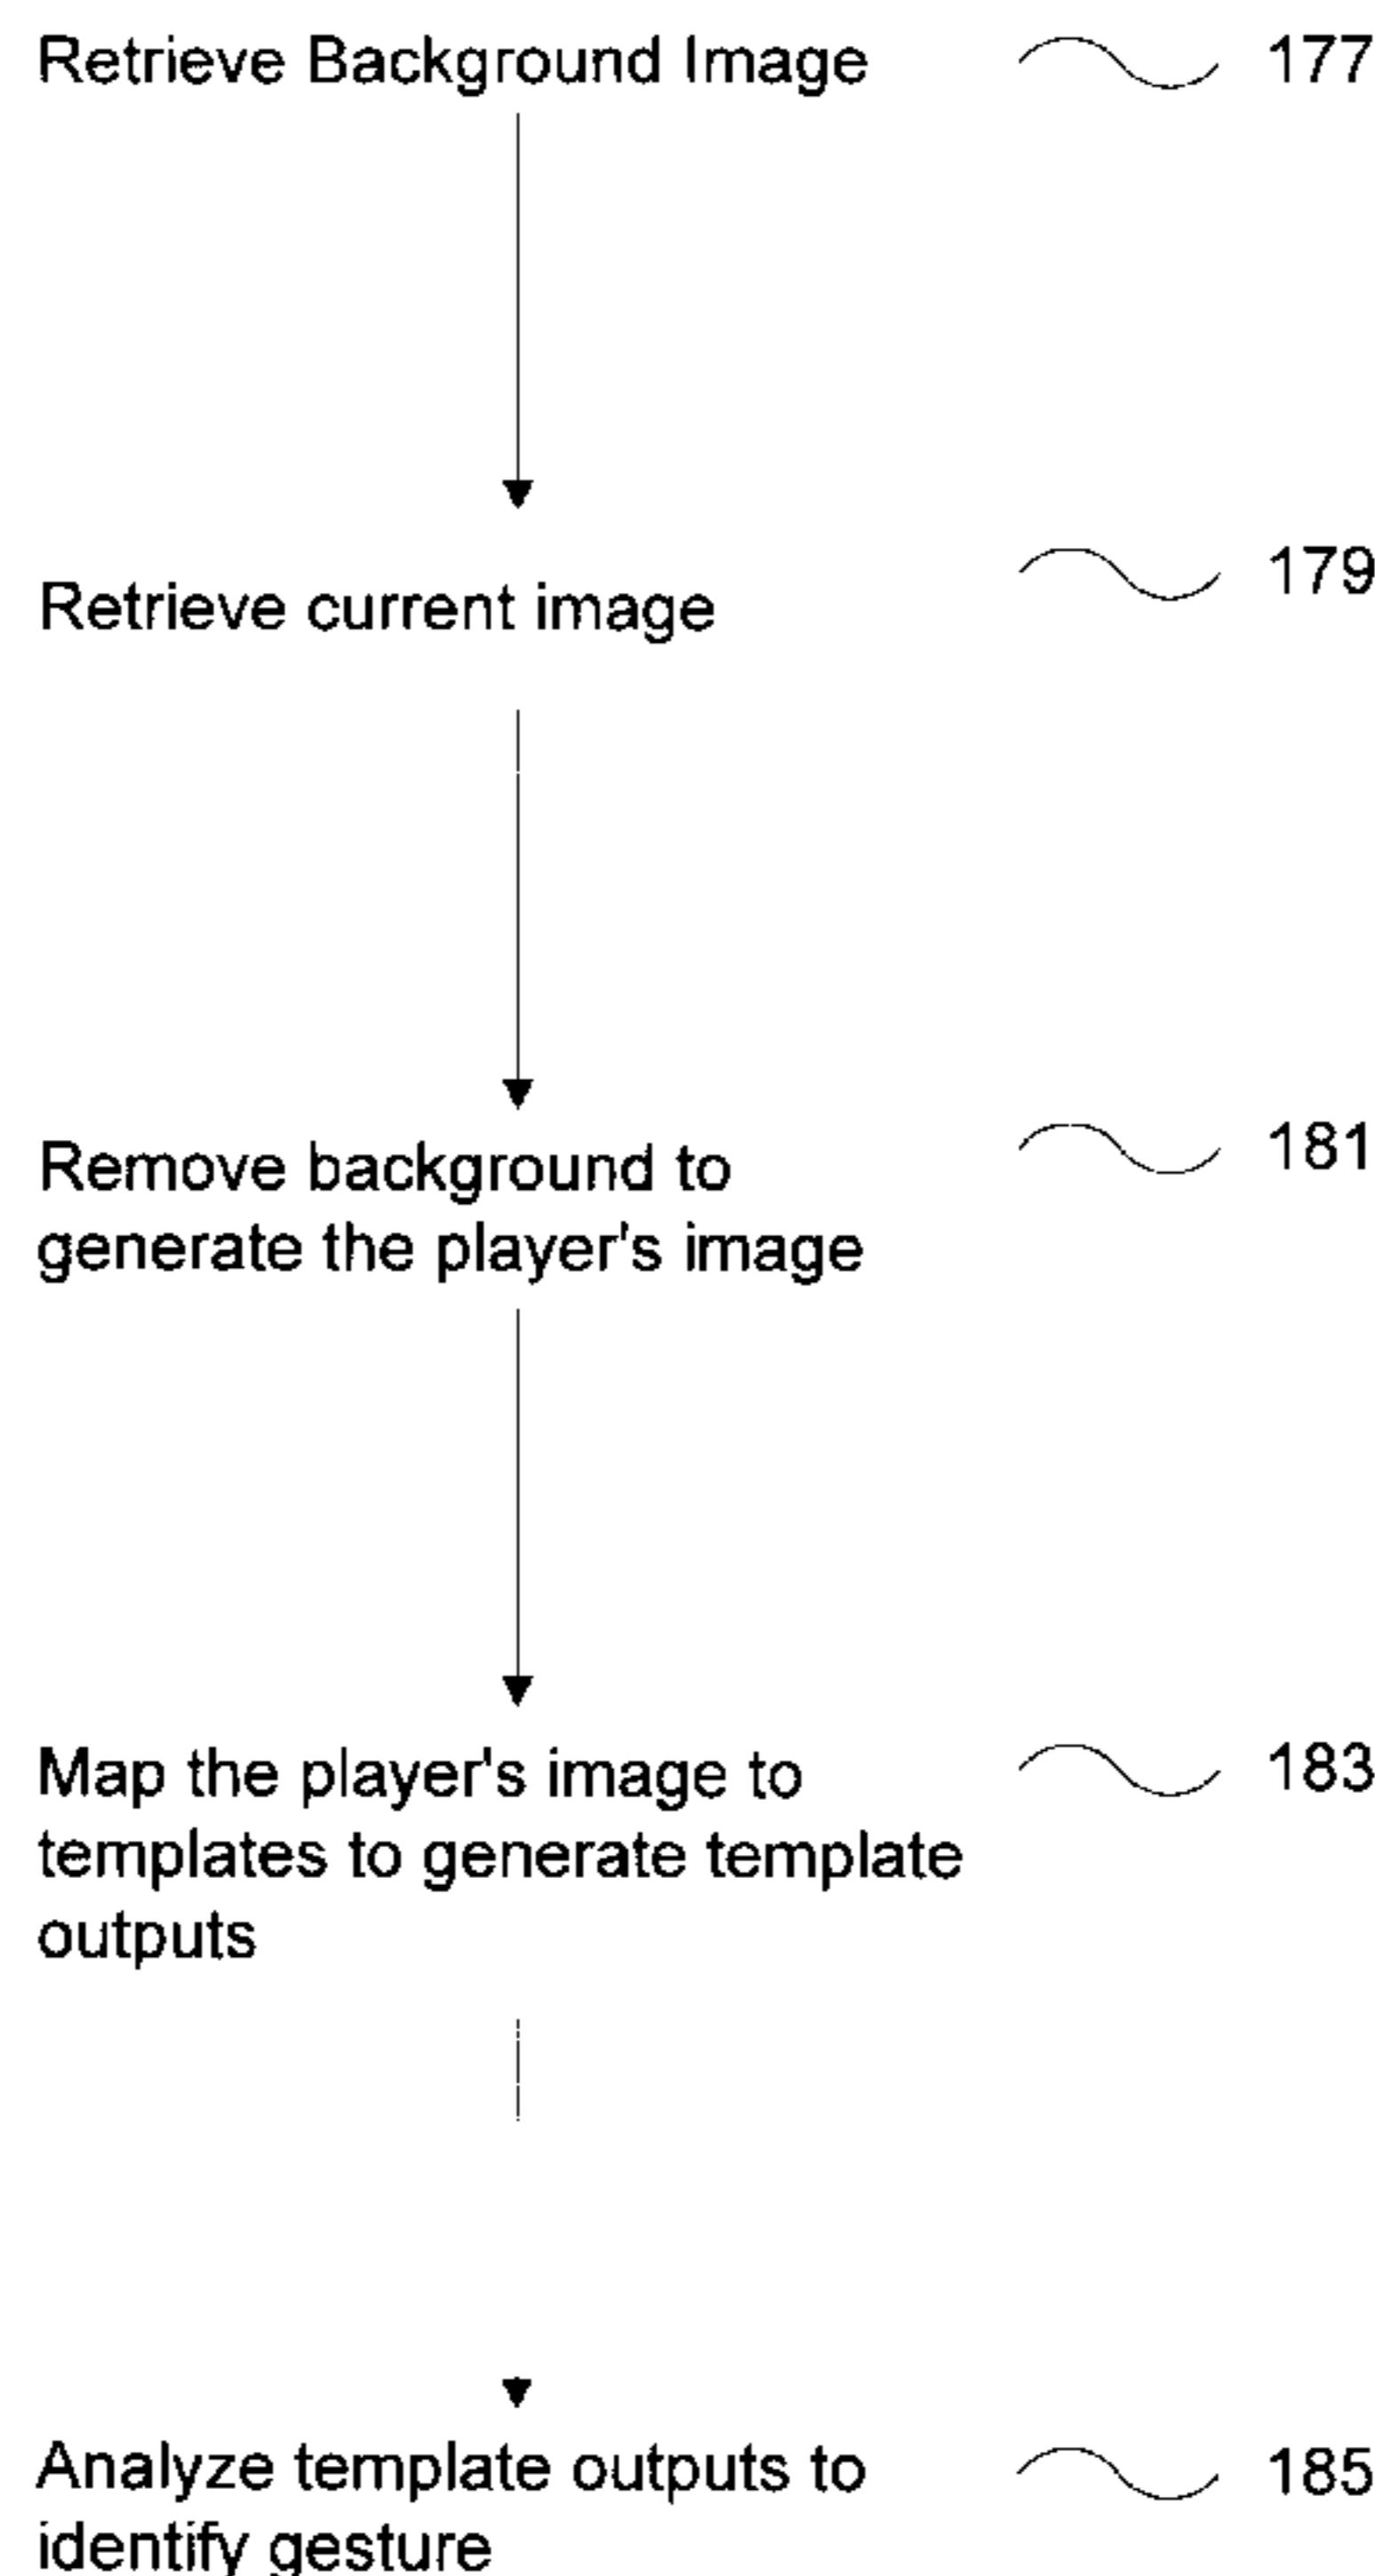 Retrieve Background Image 177
Retrieve current image 179
Remove background to 181
generate the player's image
Map the player's image to 183
templates to generate template
outputs
Analyze template outputs to 185
identify gesture